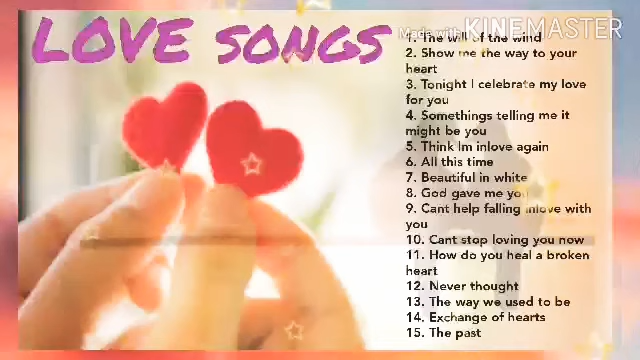 LOVE SONGS
Made with KINEMASTER
1. The will of the wind
2. Show me the way to your
heart
3. Tonight I celebrate my love
for you
4. Somethings telling me it
might be you
5. Think Im inlove again
6. All this time
7. Beautiful in white
8. God gave me you
9. Cant help falling inlove with
you
10. Cant stop loving you now
11. How do you heal a broken
heart
12. Never thought
13. The way we used to be
14. Exchange of hearts
15. The past